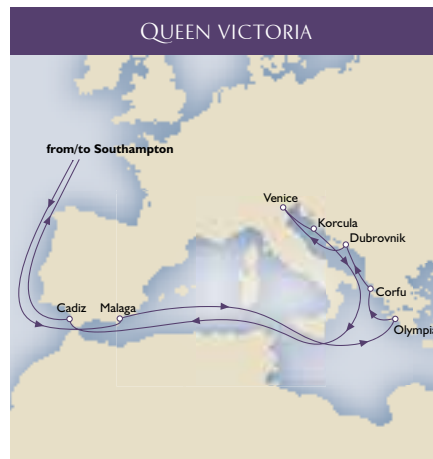 QUEEN VICTORIA
from/to Southampton
Venice
Korcula
Dubrovnik
Corfu
Cadiz
Malaga
Olympia